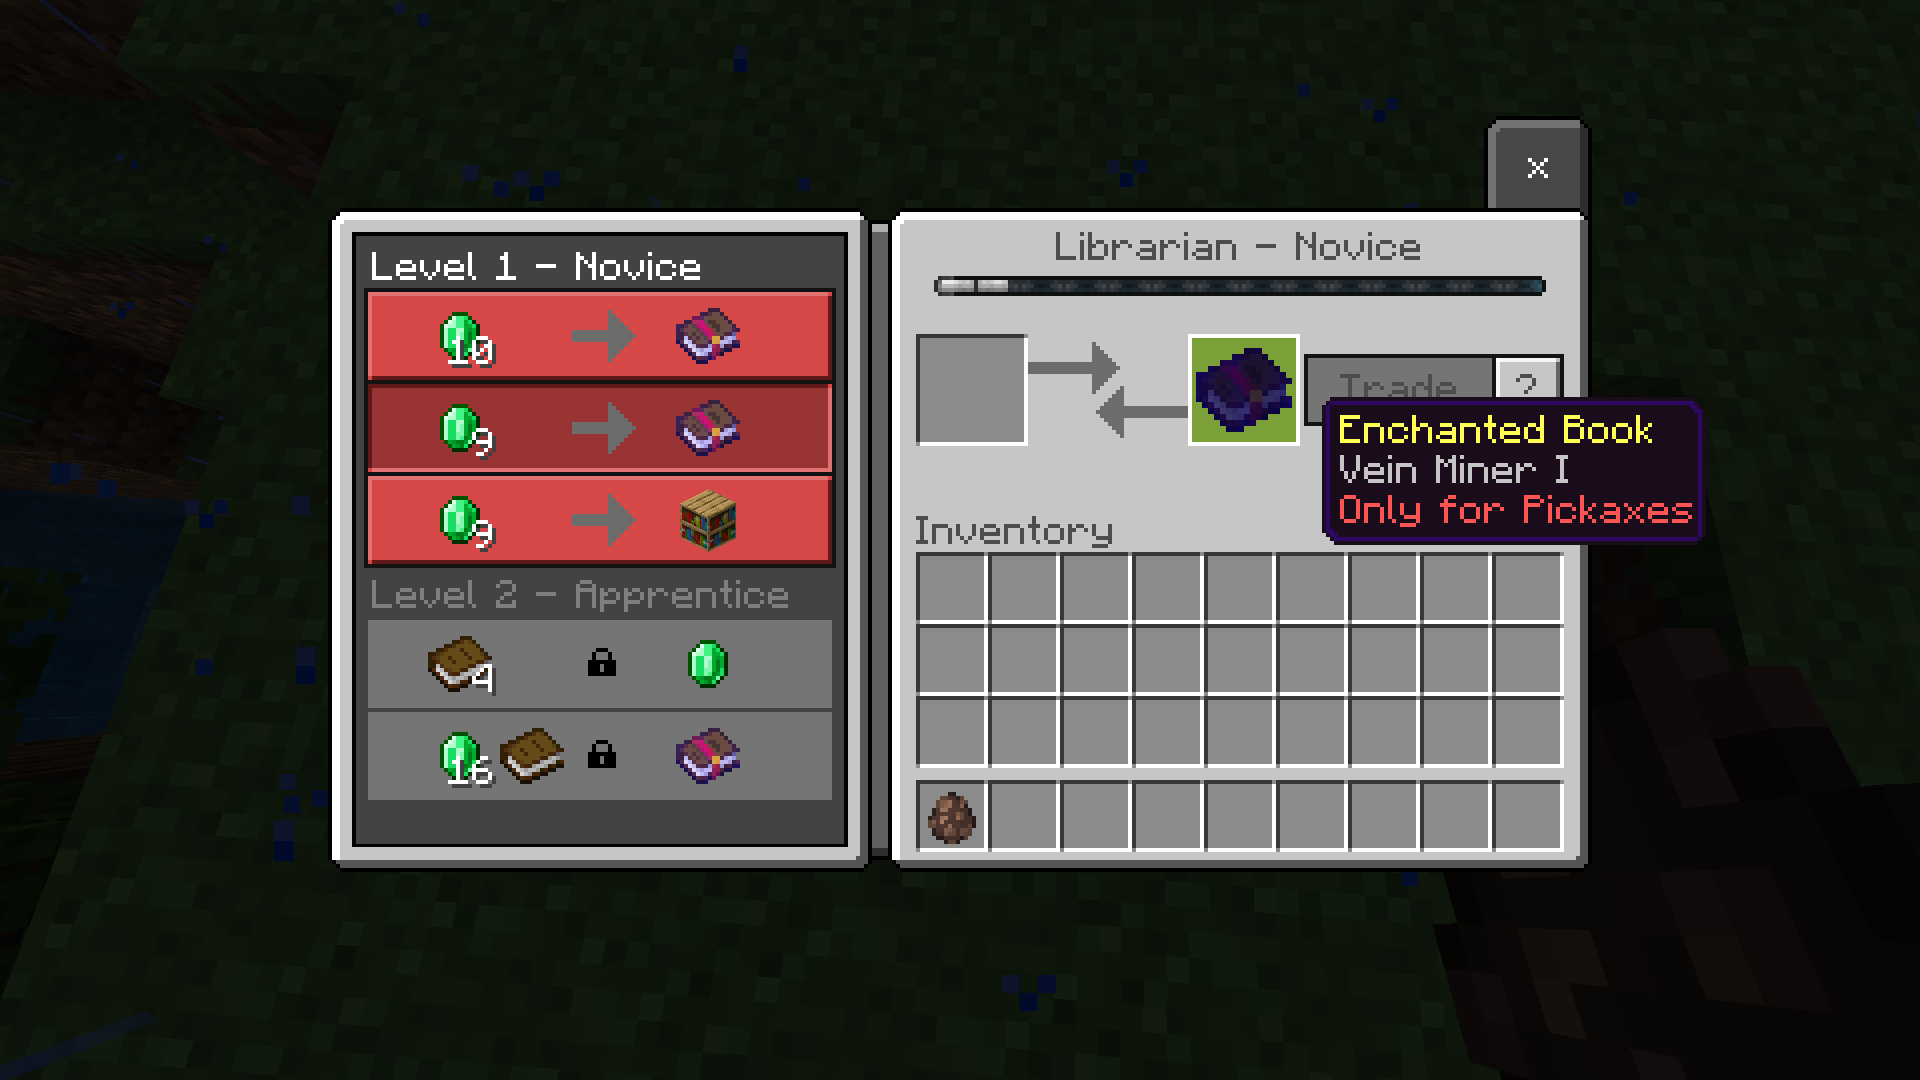 Level 1 - Novice
10
9
9
Level 2 - Apprentice
4
16
x
Librarian - Novice
Trade
?
Enchanted Book
Vein Miner I
Only for Pickaxes
Inventory